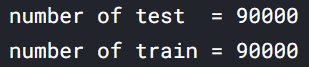 number of test  = 90000
number of train = 90000